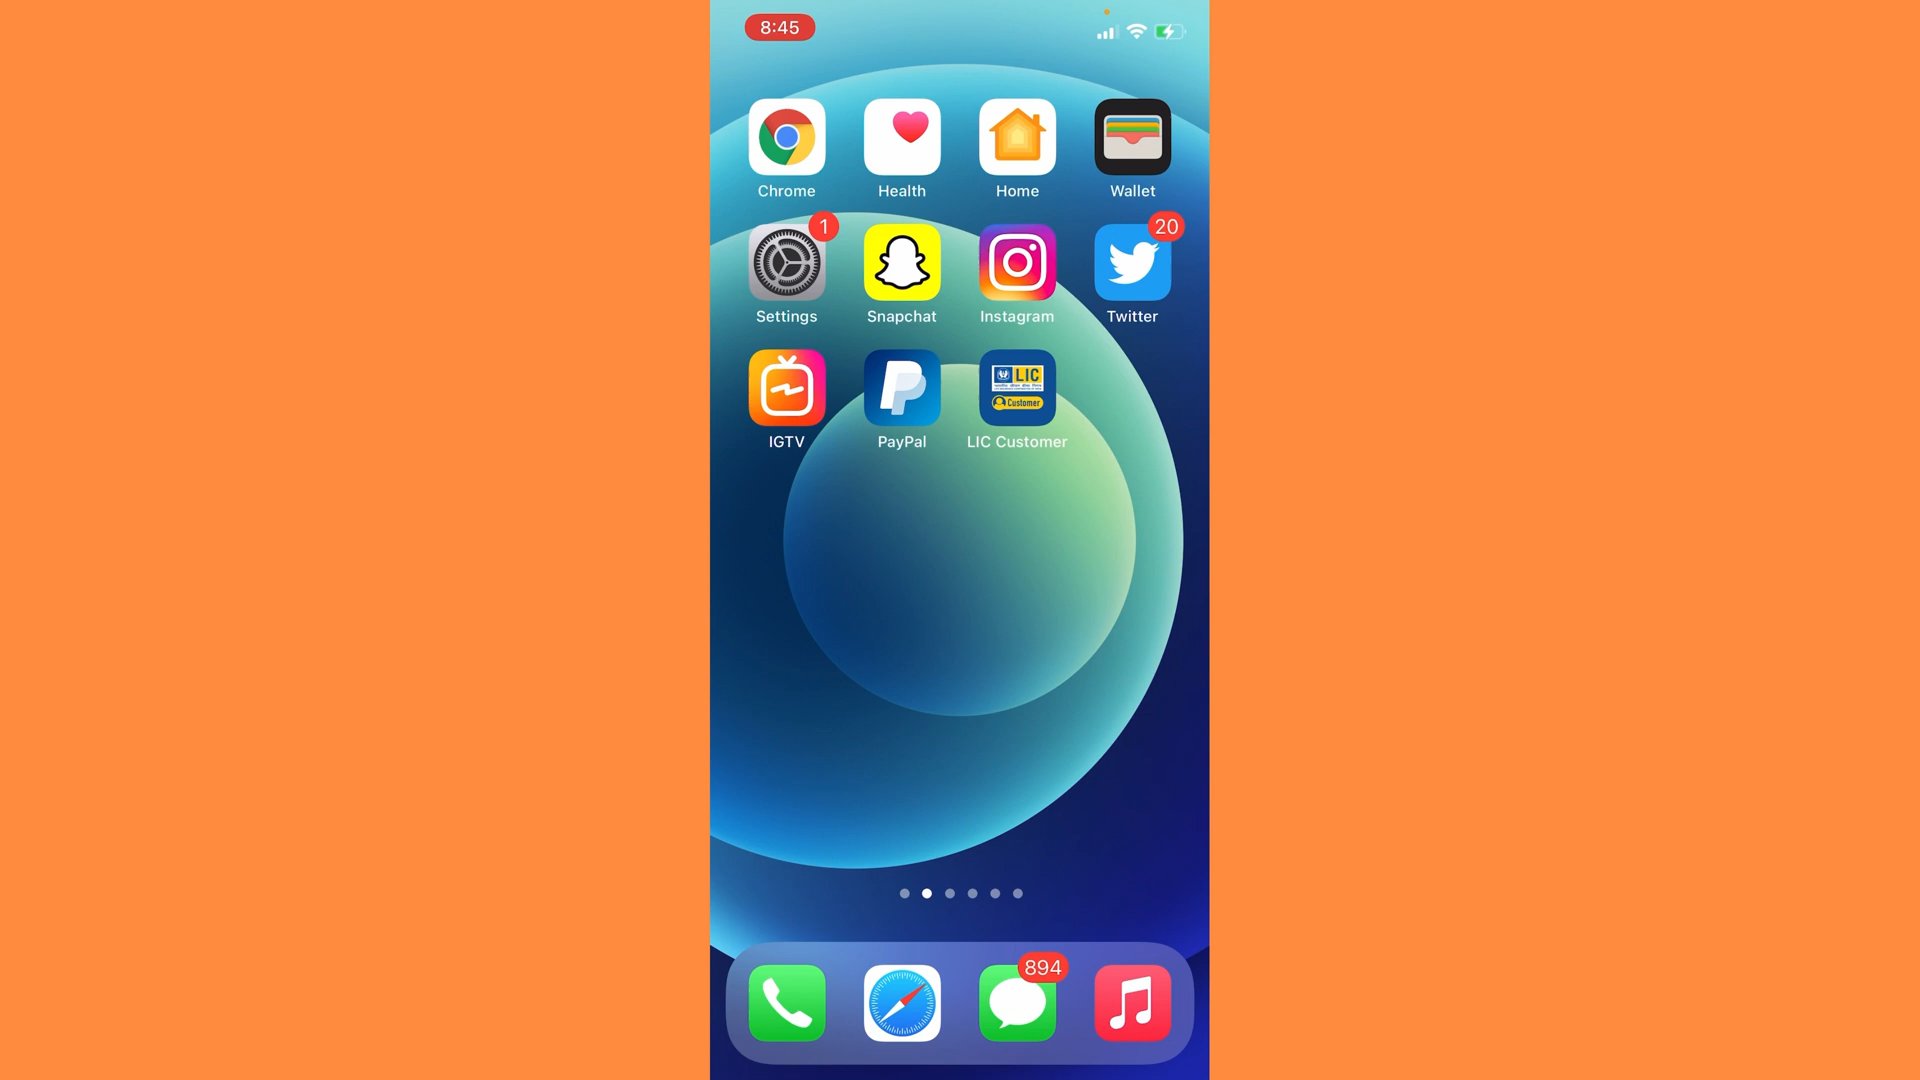 8:45
Chrome
Health
Home
Wallet
1
20
Settings
Snapchat
Instagram
Twitter
LIC
Customer
IGTV
PayPal
LIC Customer
894